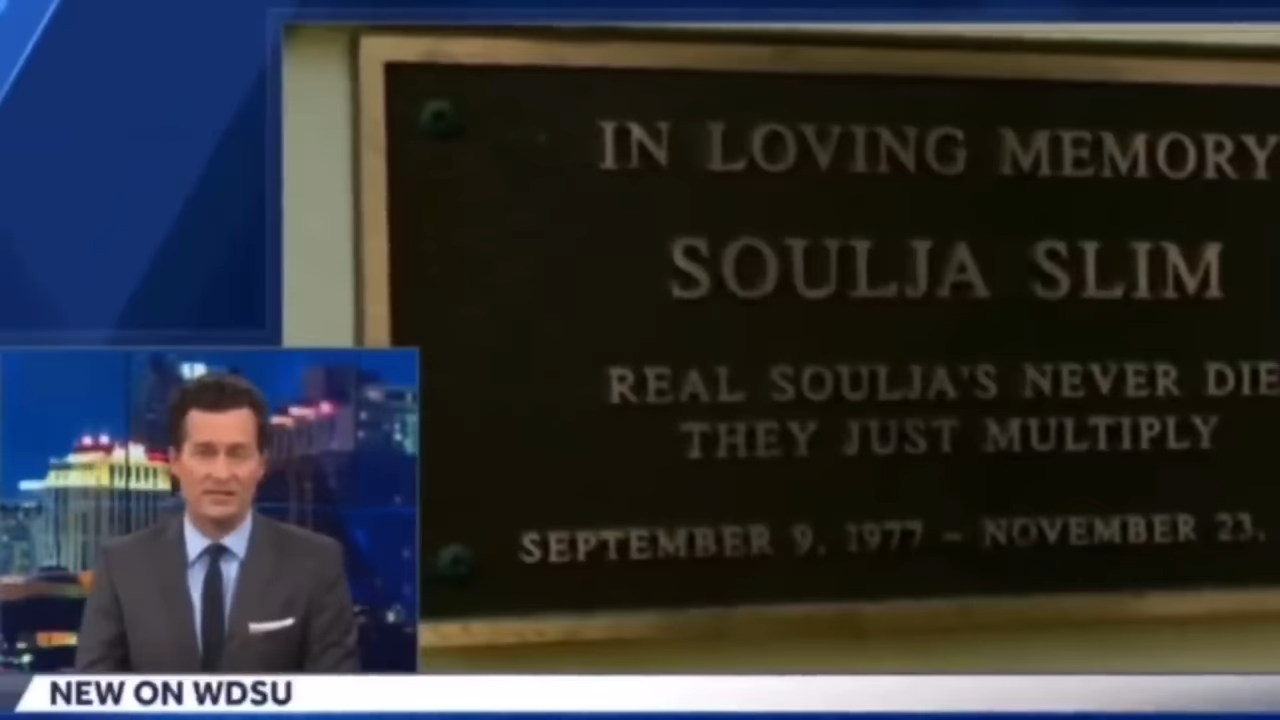 IN LOVING MEMORY
SOULJA SLIM
REAL SOULJA'S NEVER DIE
THEY JUST MULTIPLY
SEPTEMBER 9, 1977 – NOVEMBER 23,
NEW ON WDSU